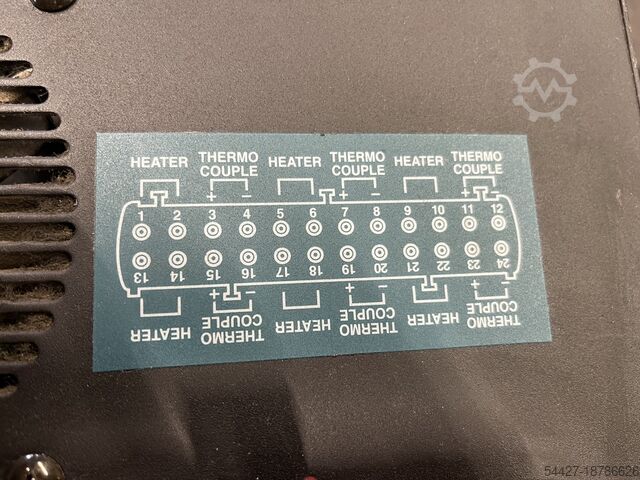 HEATER THERMO COUPLE HEATER THERMO COUPLE HEATER THERMO COUPLE
+ - + - + -
1 2 3 4 5 6 7 8 9 10 11 12
13 14 15 16 17 18 19 20 21 22 23 24
+ - + - +
HEATER THERMO COUPLE HEATER THERMO COUPLE HEATER THERMO COUPLE
54427-18786626